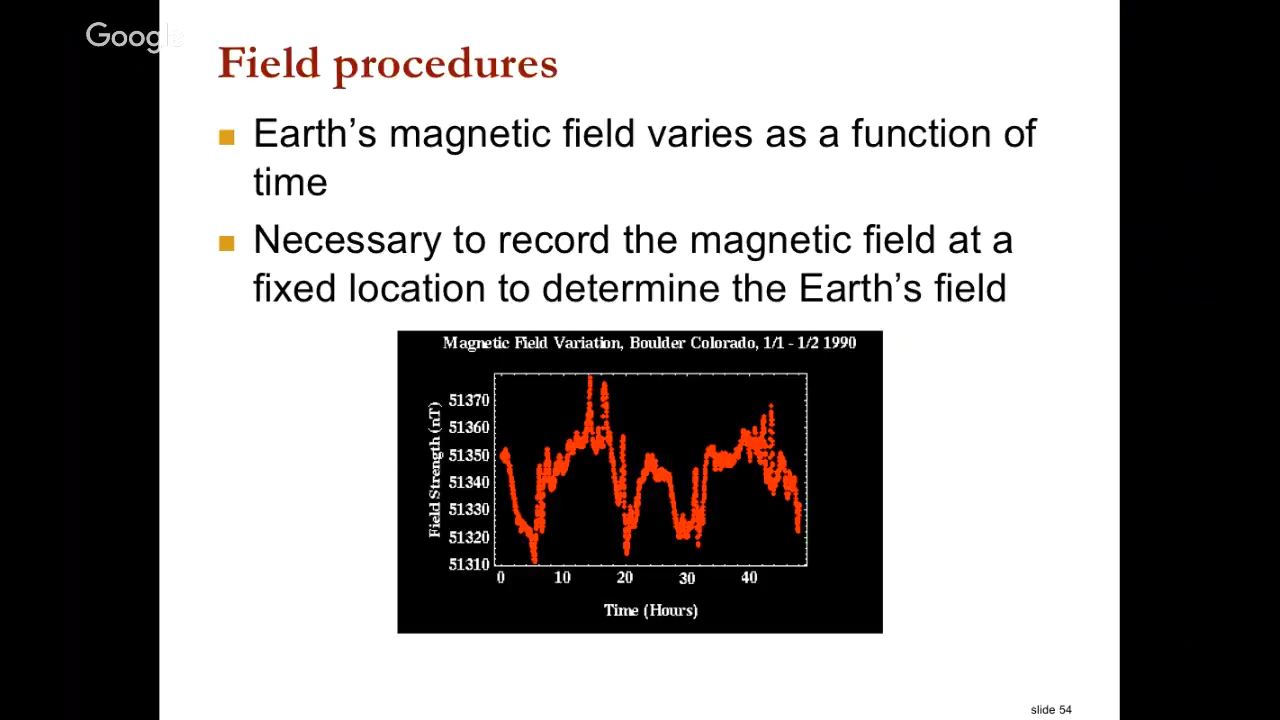 Google
Field procedures
Earth’s magnetic field varies as a function of
time
Necessary to record the magnetic field at a
fixed location to determine the Earth’s field
Magnetic Field Variation, Boulder Colorado, 1/1 - 1/2 1990
Field Strength (nT)
51370
51360
51350
51340
51330
51320
51310
0 10 20 30 40
Time (Hours)
slide 54